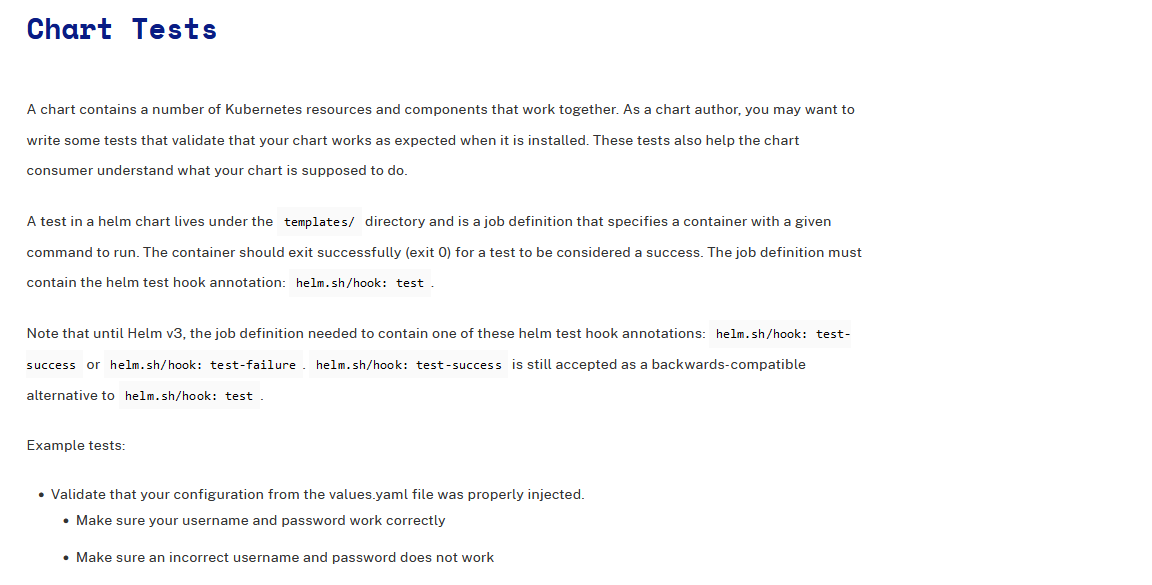 Chart Tests
A chart contains a number of Kubernetes resources and components that work together. As a chart author, you may want to
write some tests that validate that your chart works as expected when it is installed. These tests also help the chart
consumer understand what your chart is supposed to do.
A test in a helm chart lives under the templates/ directory and is a job definition that specifies a container with a given
command to run. The container should exit successfully (exit 0) for a test to be considered a success. The job definition must
contain the helm test hook annotation: helm.sh/hook: test .
Note that until Helm v3, the job definition needed to contain one of these helm test hook annotations: helm.sh/hook: test-
success or helm.sh/hook: test-failure . helm.sh/hook: test-success is still accepted as a backwards-compatible
alternative to helm.sh/hook: test .
Example tests:
• Validate that your configuration from the values.yaml file was properly injected.
• Make sure your username and password work correctly
• Make sure an incorrect username and password does not work